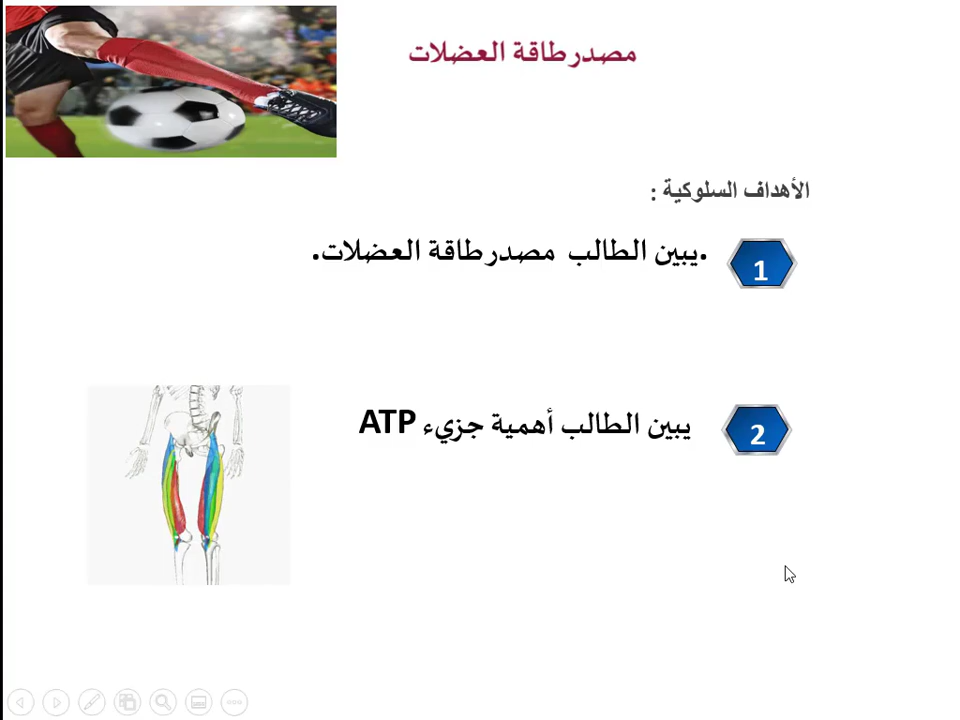 مصدر طاقة العضلات
الأهداف السلوكية :
1
.يبين الطالب مصدر طاقة العضلات.
2
يبين الطالب أهمية جزيء ATP